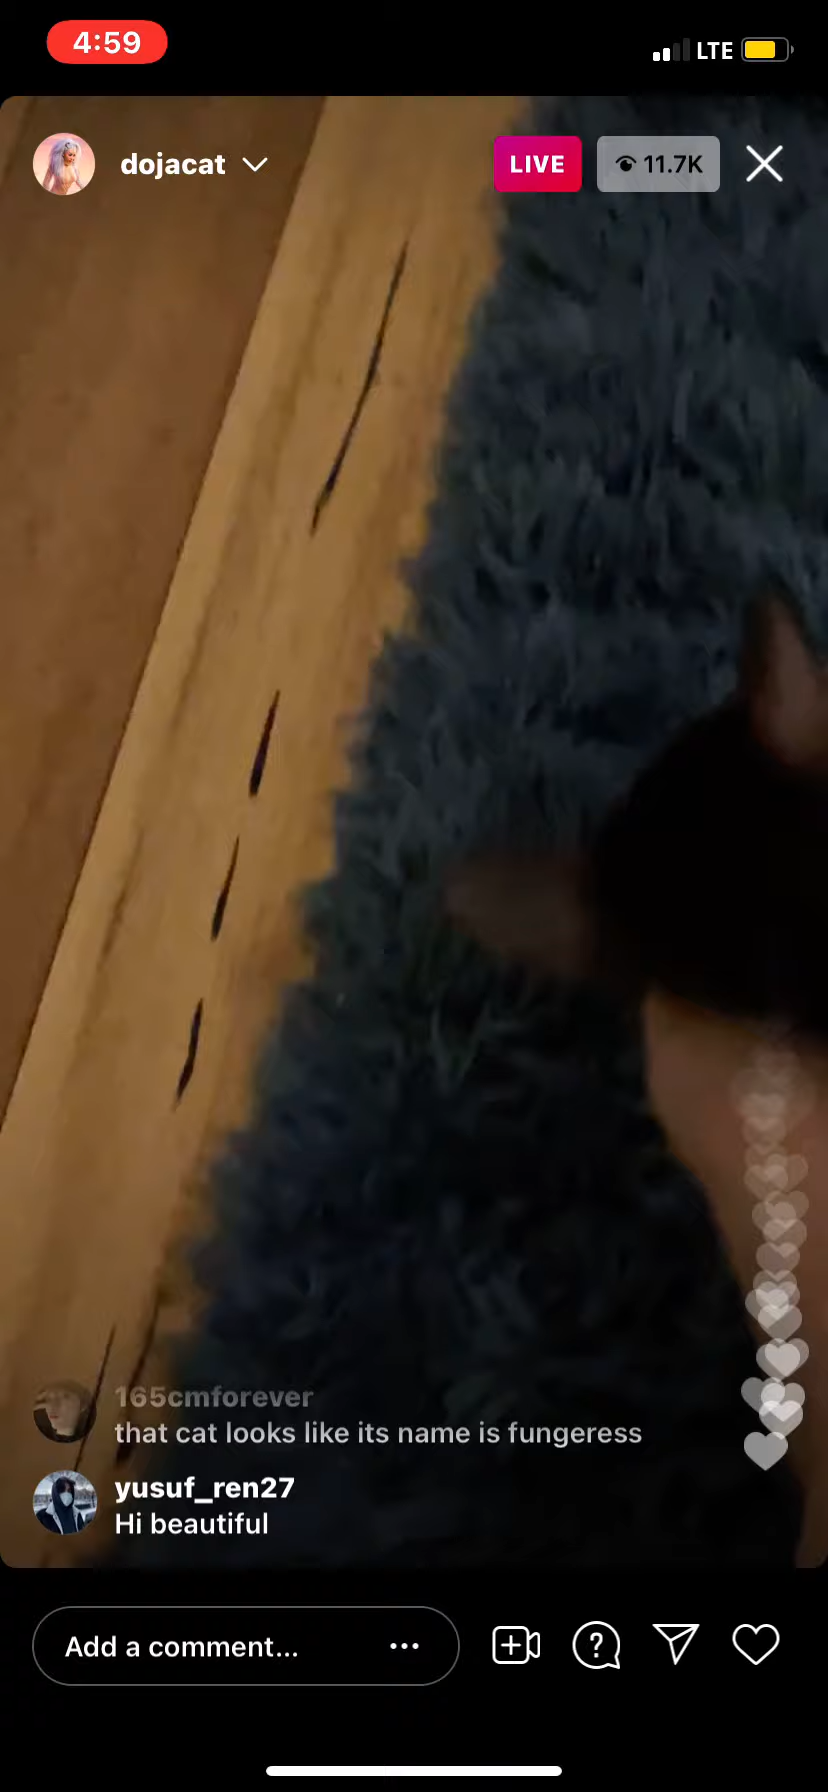 4:59
LTE
dojacat
LIVE
11.7K
165cmforever
that cat looks like its name is fungeress
yusuf_ren27
Hi beautiful
Add a comment...